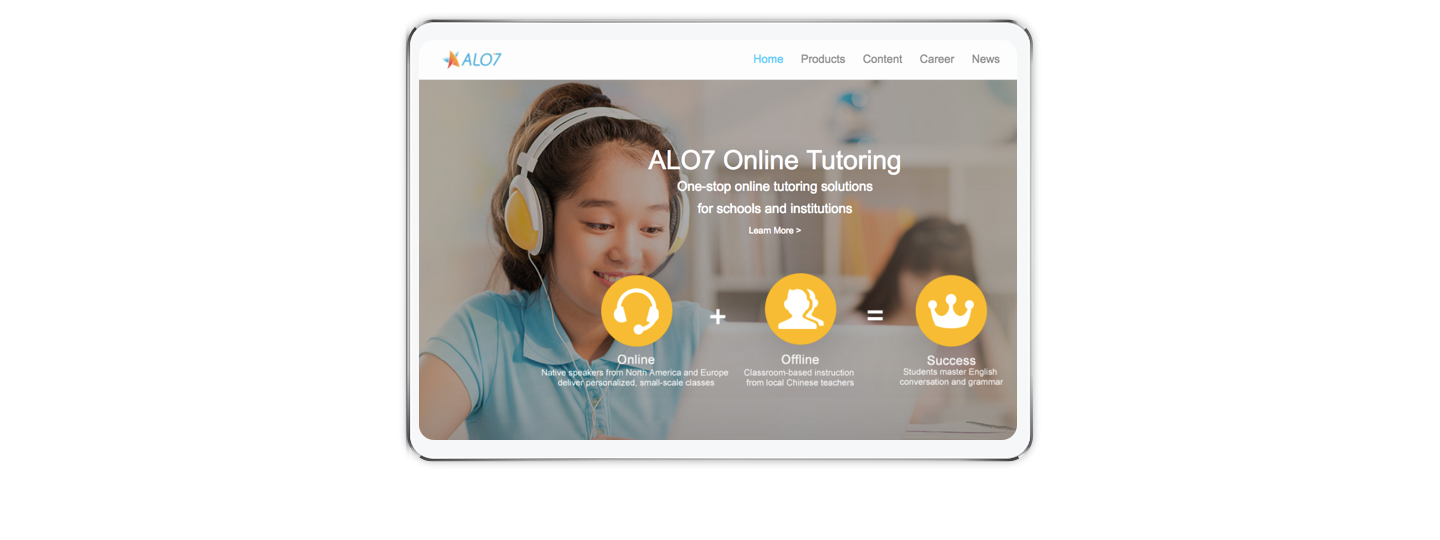 ALO7
Home Products Content Career News
ALO7 Online Tutoring
One-stop online tutoring solutions
for schools and institutions
Learn More >
+ =
Online
Native speakers from North America and Europe
deliver personalized, small-scale classes
Offline
Classroom-based instruction
from local Chinese teachers
Success
Students master English
conversation and grammar